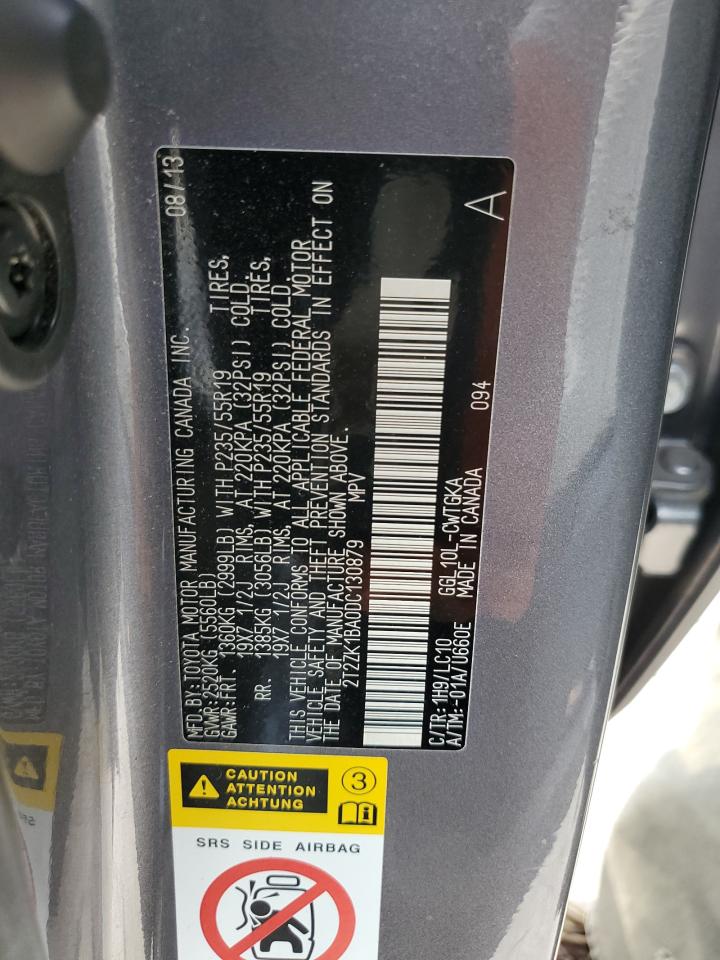 MFD.BY:TOYOTA MOTOR MANUFACTURING CANADA INC. 08/13
GVWR:2520KG (5560LB)
GAWR:FRT. 1360KG (2999LB) WITH P235/55R19 TIRES,
19X7 1/2J RIMS, AT 220KPA (32PSI) COLD.
RR. 1385KG (3056LB) WITH P235/55R19 TIRES,
19X7 1/2J RIMS, AT 220KPA (32PSI) COLD.
THIS VEHICLE CONFORMS TO ALL APPLICABLE FEDERAL MOTOR
VEHICLE SAFETY AND THEFT PREVENTION STANDARDS IN EFFECT ON
THE DATE OF MANUFACTURE SHOWN ABOVE.
2T2ZK1BA0DC130879 MPV
C/TR:1H9/LC10 GGL10L-CWTGKA 094 A
A/TM:-01A/U660E MADE IN CANADA
CAUTION
ATTENTION
ACHTUNG
3
SRS SIDE AIRBAG